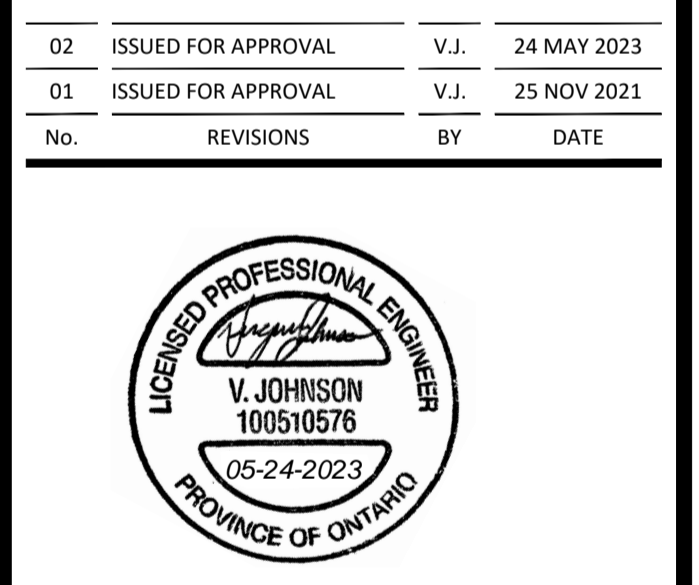 02 ISSUED FOR APPROVAL V.J. 24 MAY 2023
01 ISSUED FOR APPROVAL V.J. 25 NOV 2021
No. REVISIONS BY DATE
LICENSED PROFESSIONAL ENGINEER
V. JOHNSON
100510576
05-24-2023
PROVINCE OF ONTARIO